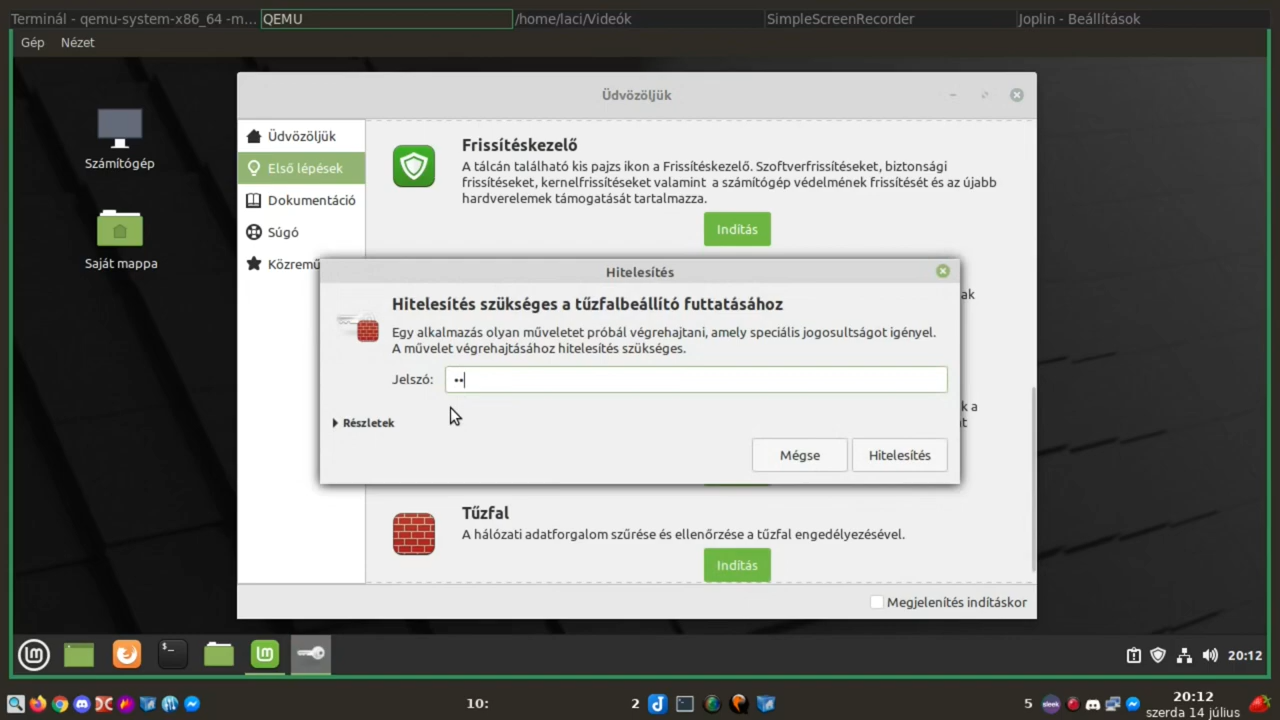 Terminál - qemu-system-x86_64 -m...
QEMU
/home/laci/Videók
SimpleScreenRecorder
Joplin - Beállítások
Gép
Nézet
Számítógép
Saját mappa
Üdvözöljük
Üdvözöljük
Első lépések
Dokumentáció
Súgó
Közremű
Frissítéskezelő
A tálcán található kis pajzs ikon a Frissítéskezelő. Szoftverfrissítéseket, biztonsági
frissítéseket, kernelfrissítéseket valamint a számítógép védelmének frissítését és az újabb
hardverelemek támogatását tartalmazza.
Indítás
ak
k a
Hitelesítés
Hitelesítés szükséges a tűzfalbeállító futtatásához
Egy alkalmazás olyan műveletet próbál végrehajtani, amely speciális jogosultságot igényel.
A művelet végrehajtásához hitelesítés szükséges.
Jelszó: ••
Részletek
Mégse
Hitelesítés
Tűzfal
A hálózati adatforgalom szűrése és ellenőrzése a tűzfal engedélyezésével.
Indítás
Megjelenítés indításkor
20:12
10:
2
5
sleek
20:12
szerda 14 július